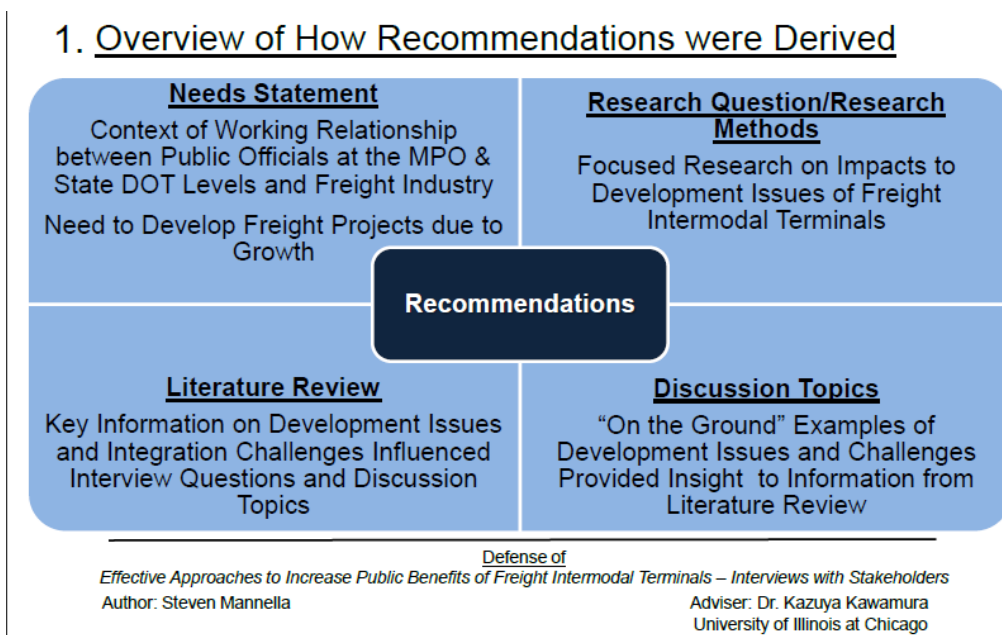 1. Overview of How Recommendations were Derived
Needs Statement
Context of Working Relationship
between Public Officials at the MPO &
State DOT Levels and Freight Industry
Need to Develop Freight Projects due to
Growth
Research Question/Research
Methods
Focused Research on Impacts to
Development Issues of Freight
Intermodal Terminals
Recommendations
Literature Review
Key Information on Development Issues
and Integration Challenges Influenced
Interview Questions and Discussion
Topics
Discussion Topics
“On the Ground” Examples of
Development Issues and Challenges
Provided Insight to Information from
Literature Review
Defense of
Effective Approaches to Increase Public Benefits of Freight Intermodal Terminals – Interviews with Stakeholders
Author: Steven Mannella
Adviser: Dr. Kazuya Kawamura
University of Illinois at Chicago